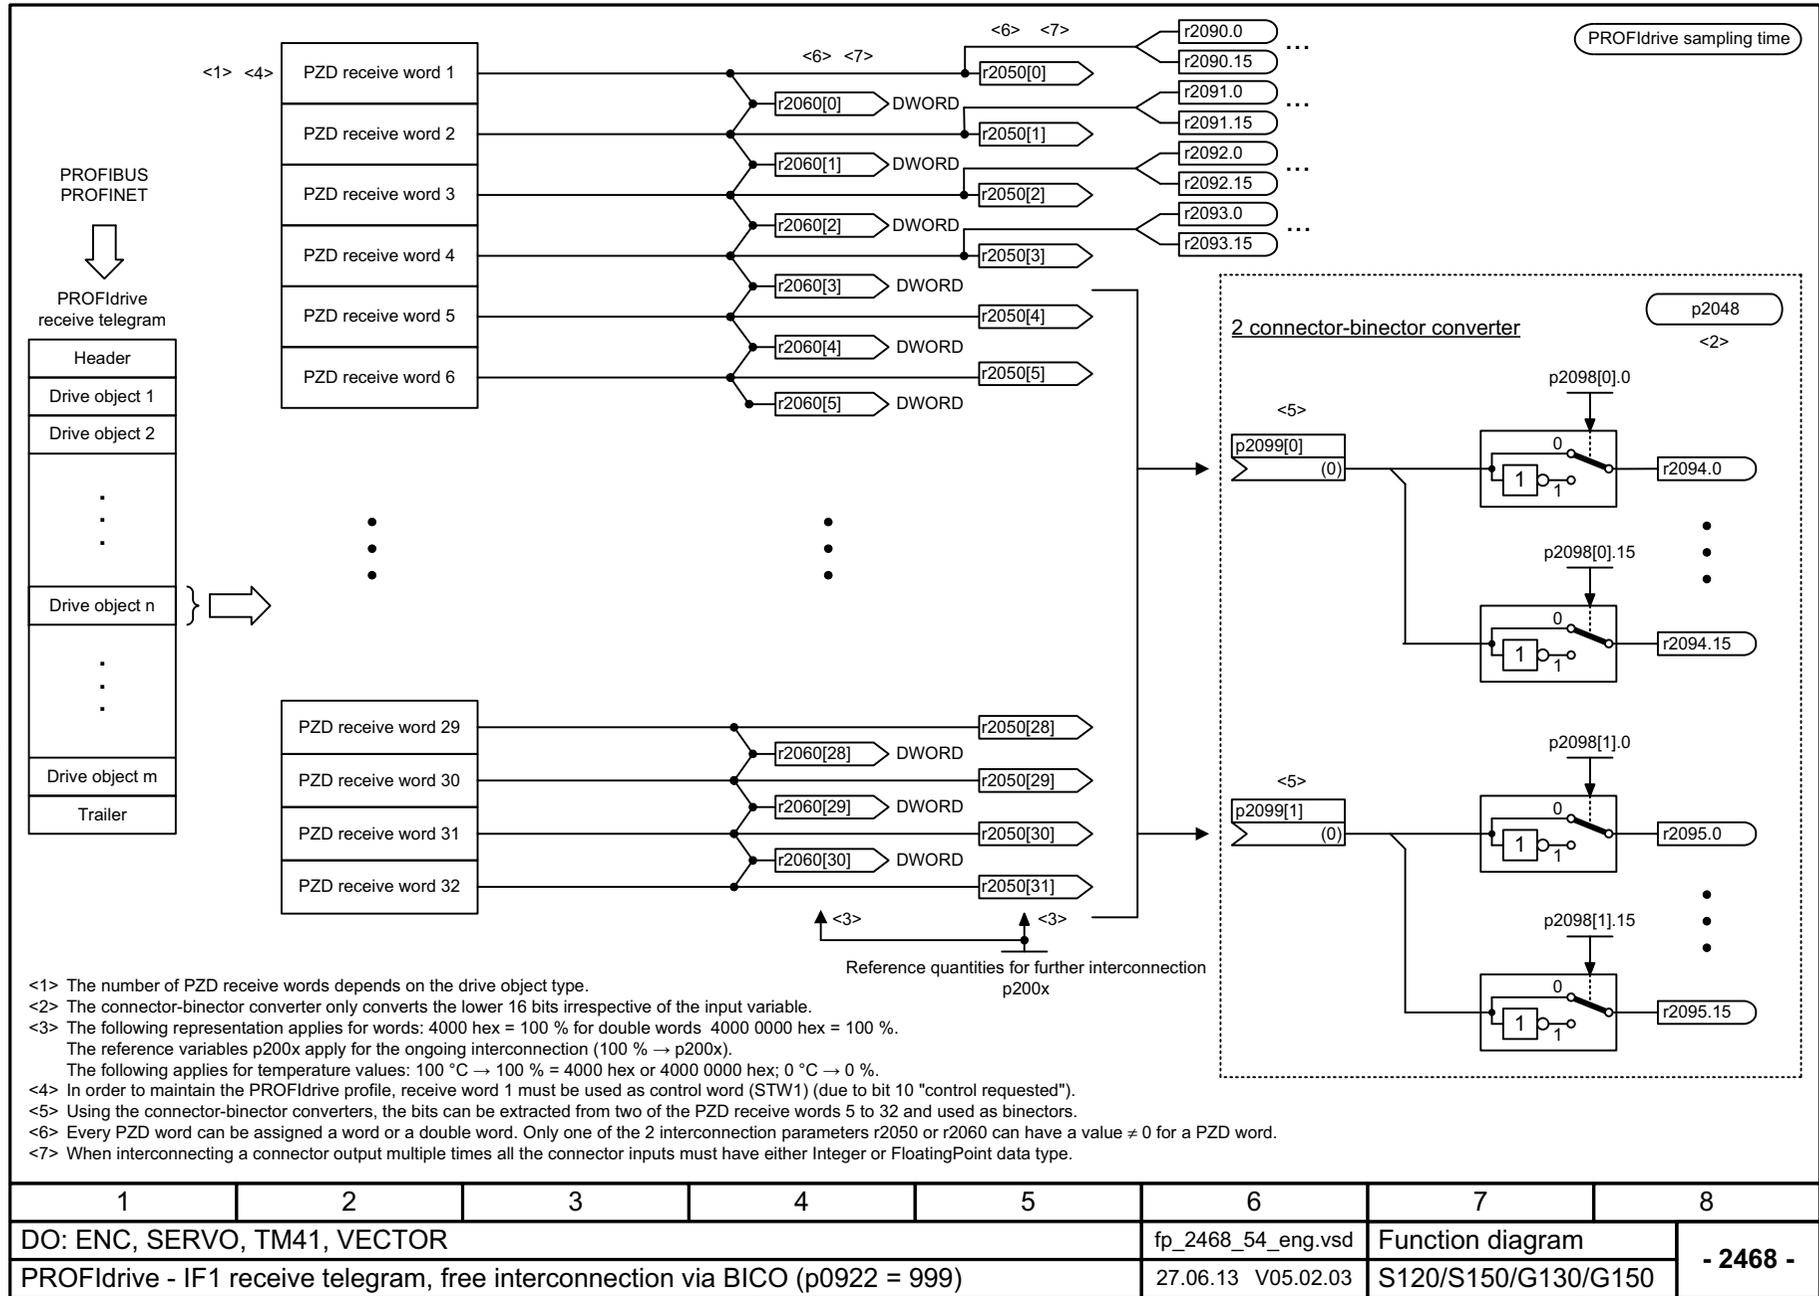 <6> <7>
r2090.0
...
r2090.15
PROFIdrive sampling time
<1> <4>
PZD receive word 1
<6> <7>
r2050[0]
r2060[0] DWORD
r2091.0
...
r2091.15
PZD receive word 2
r2050[1]
r2060[1] DWORD
r2092.0
...
r2092.15
PZD receive word 3
r2050[2]
r2060[2] DWORD
r2093.0
...
r2093.15
PZD receive word 4
r2050[3]
r2060[3] DWORD
PZD receive word 5
r2050[4]
r2060[4] DWORD
PZD receive word 6
r2050[5]
r2060[5] DWORD
PROFIBUS
PROFINET
PROFIdrive
receive telegram
Header
Drive object 1
Drive object 2
Drive object n
Drive object m
Trailer
PZD receive word 29
r2050[28]
r2060[28] DWORD
PZD receive word 30
r2050[29]
r2060[29] DWORD
PZD receive word 31
r2050[30]
r2060[30] DWORD
PZD receive word 32
r2050[31]
<3>
<3>
Reference quantities for further interconnection
p200x
2 connector-binector converter
p2048
<2>
p2098[0].0
<5>
p2099[0]
(0)
0
1
1
r2094.0
p2098[0].15
0
1
1
r2094.15
p2098[1].0
<5>
p2099[1]
(0)
0
1
1
r2095.0
p2098[1].15
0
1
1
r2095.15
<1> The number of PZD receive words depends on the drive object type.
<2> The connector-binector converter only converts the lower 16 bits irrespective of the input variable.
<3> The following representation applies for words: 4000 hex = 100 % for double words 4000 0000 hex = 100 %.
The reference variables p200x apply for the ongoing interconnection (100 % → p200x).
The following applies for temperature values: 100 °C → 100 % = 4000 hex or 4000 0000 hex; 0 °C → 0 %.
<4> In order to maintain the PROFIdrive profile, receive word 1 must be used as control word (STW1) (due to bit 10 "control requested").
<5> Using the connector-binector converters, the bits can be extracted from two of the PZD receive words 5 to 32 and used as binectors.
<6> Every PZD word can be assigned a word or a double word. Only one of the 2 interconnection parameters r2050 or r2060 can have a value ≠ 0 for a PZD word.
<7> When interconnecting a connector output multiple times all the connector inputs must have either Integer or FloatingPoint data type.
1 2 3 4 5 6 7 8
DO: ENC, SERVO, TM41, VECTOR
fp_2468_54_eng.vsd
Function diagram
- 2468 -
PROFIdrive - IF1 receive telegram, free interconnection via BICO (p0922 = 999)
27.06.13 V05.02.03
S120/S150/G130/G150